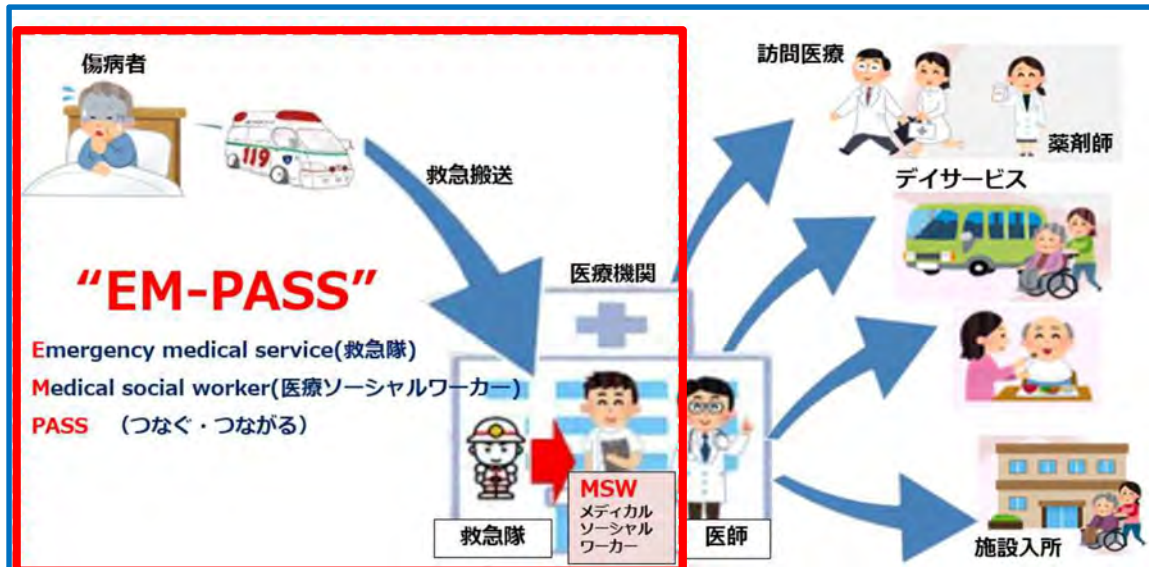 傷病者
119
救急搬送
“EM-PASS”
Emergency medical service(救急隊)
Medical social worker(医療ソーシャルワーカー)
PASS （つなぐ・つながる）
医療機関
救急隊
MSW
メディカル
ソーシャル
ワーカー
医師
訪問医療
薬剤師
デイサービス
施設入所